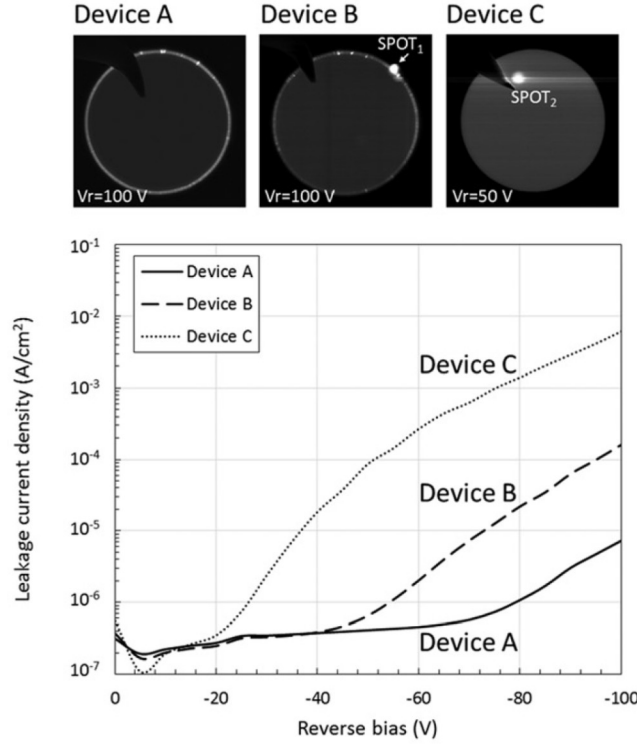 Device A
Device B
Device C
SPOT₁
SPOT₂
Vr=100 V
Vr=100 V
Vr=50 V
10⁻¹
10⁻²
10⁻³
10⁻⁴
10⁻⁵
10⁻⁶
10⁻⁷
Leakage current density (A/cm²)
Device A
Device B
Device C
Device C
Device B
Device A
0
-20
-40
-60
-80
-100
Reverse bias (V)